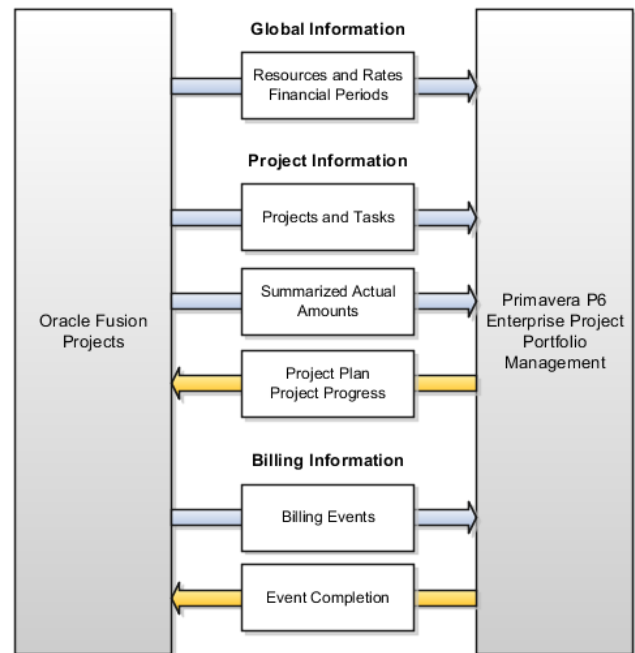 Global Information
Resources and Rates
Financial Periods
Project Information
Projects and Tasks
Summarized Actual
Amounts
Oracle Fusion
Projects
Primavera P6
Enterprise Project
Portfolio
Management
Project Plan
Project Progress
Billing Information
Billing Events
Event Completion